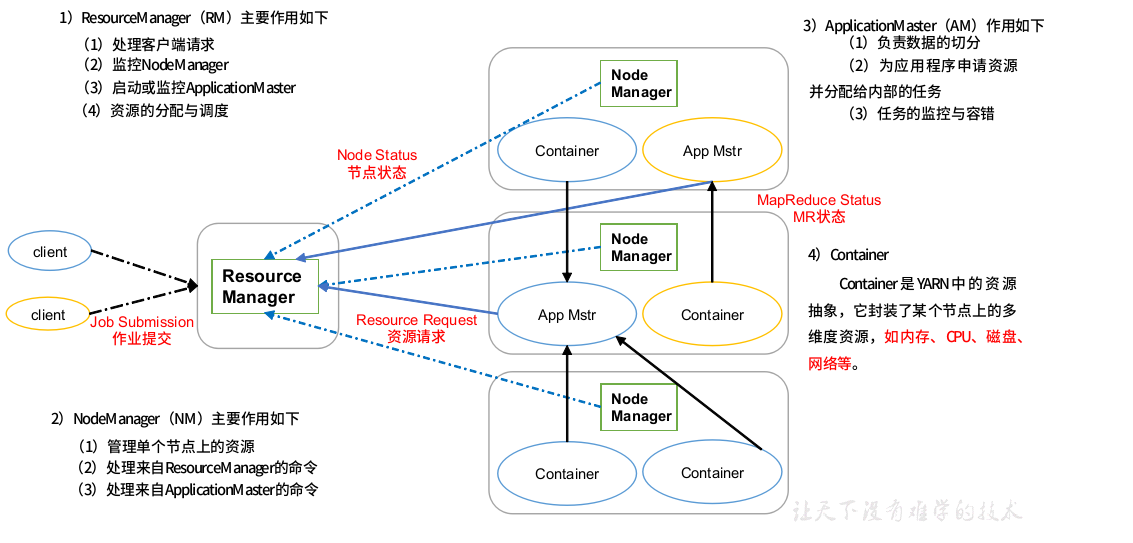 1）ResourceManager（RM）主要作用如下
（1）处理客户端请求
（2）监控NodeManager
（3）启动或监控ApplicationMaster
（4）资源的分配与调度
3）ApplicationMaster（AM）作用如下
（1）负责数据的切分
（2）为应用程序申请资源
并分配给内部的任务
（3）任务的监控与容错
Node
Manager
Container
App Mstr
Node Status
节点状态
MapReduce Status
MR状态
client
client
Job Submission
作业提交
Resource
Manager
Node
Manager
App Mstr
Container
Resource Request
资源请求
4）Container
Container是YARN中的资源
抽象，它封装了某个节点上的多
维度资源，如内存、CPU、磁盘、
网络等。
Node
Manager
Container
Container
2）NodeManager（NM）主要作用如下
（1）管理单个节点上的资源
（2）处理来自ResourceManager的命令
（3）处理来自ApplicationMaster的命令
让天下没有难学的技术